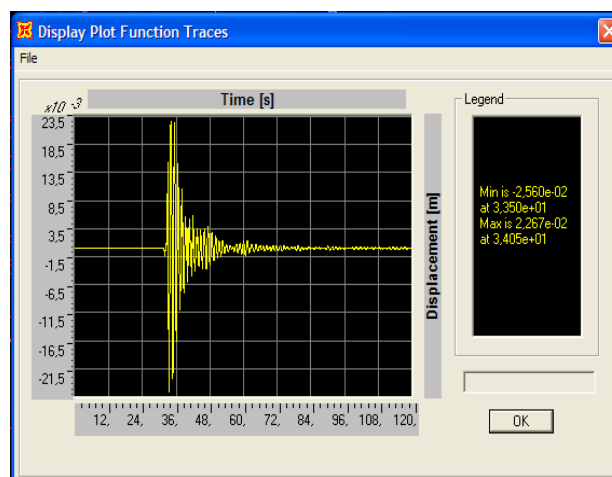 Display Plot Function Traces
File
x10 -3
Time [s]
23,5
18,5
13,5
8,5
3,5
-1,5
-6,5
-11,5
-16,5
-21,5
12, 24, 36, 48, 60, 72, 84, 96, 108, 120,
Displacement [m]
Legend
Min is -2,560e-02
at 3,350e+01
Max is 2,267e-02
at 3,405e+01
OK